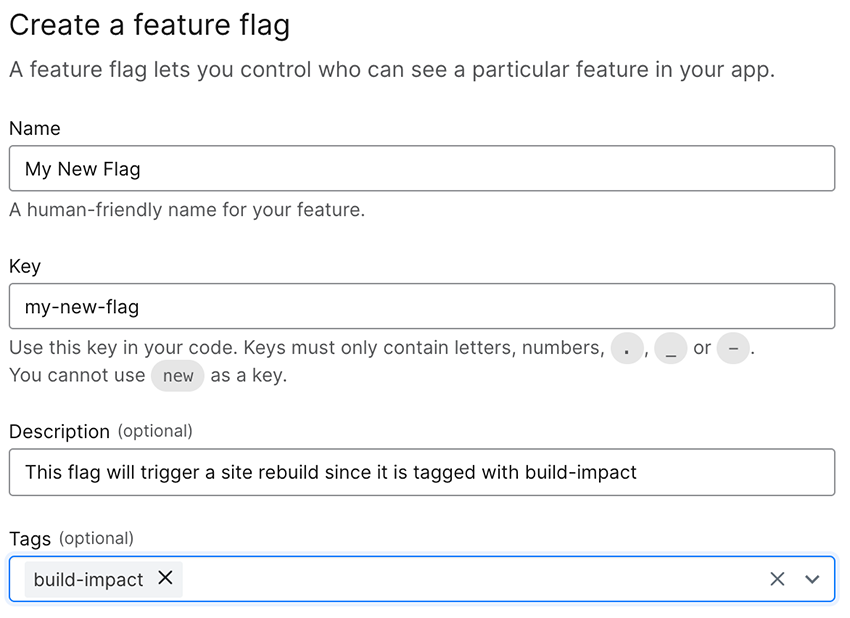 Create a feature flag
A feature flag lets you control who can see a particular feature in your app.
Name
My New Flag
A human-friendly name for your feature.
Key
my-new-flag
Use this key in your code. Keys must only contain letters, numbers, . , _ or - .
You cannot use new as a key.
Description (optional)
This flag will trigger a site rebuild since it is tagged with build-impact
Tags (optional)
build-impact